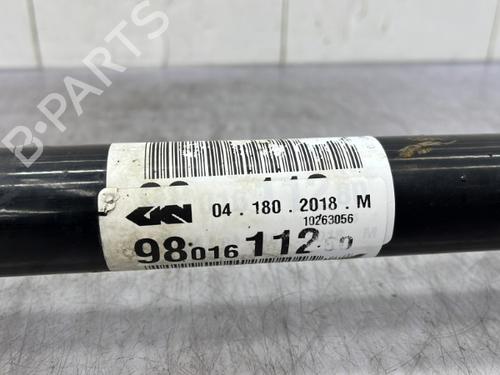 B-PARTS
GKN 04 . 180 . 2018 . M
10263056
98016112
M